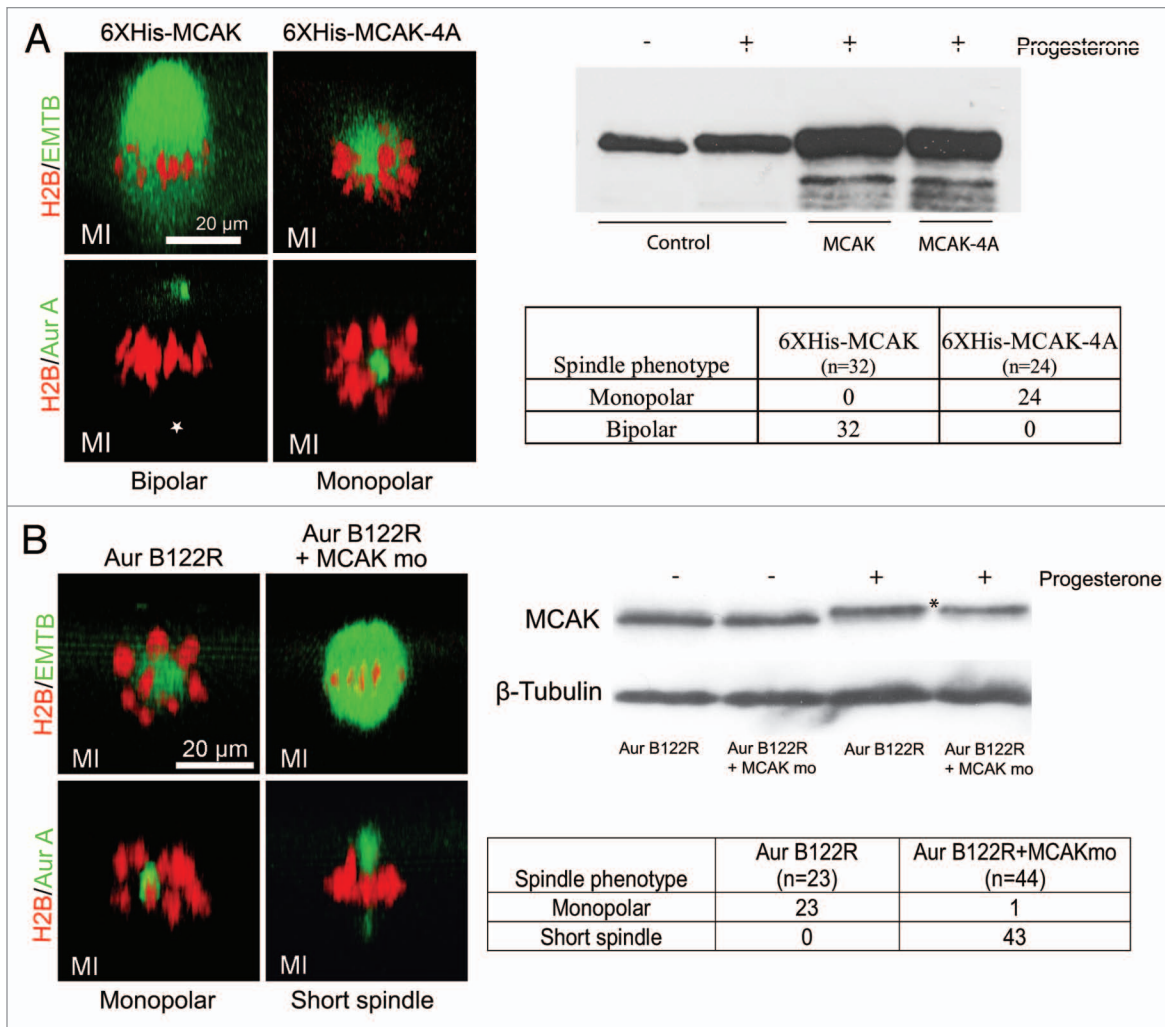 A
6XHis-MCAK 6XHis-MCAK-4A
H2B/EMTB
MI
20 µm
MI
H2B/Aur A
MI
MI
Bipolar Monopolar
- + + + Progesterone
Control MCAK MCAK-4A
Spindle phenotype 6XHis-MCAK (n=32) 6XHis-MCAK-4A (n=24)
Monopolar 0 24
Bipolar 32 0
B
Aur B122R Aur B122R + MCAK mo
H2B/EMTB
MI
20 µm
MI
H2B/Aur A
MI
MI
Monopolar Short spindle
- - + + Progesterone
MCAK *
β-Tubulin
Aur B122R Aur B122R + MCAK mo Aur B122R Aur B122R + MCAK mo
Spindle phenotype Aur B122R (n=23) Aur B122R+MCAKmo (n=44)
Monopolar 23 1
Short spindle 0 43